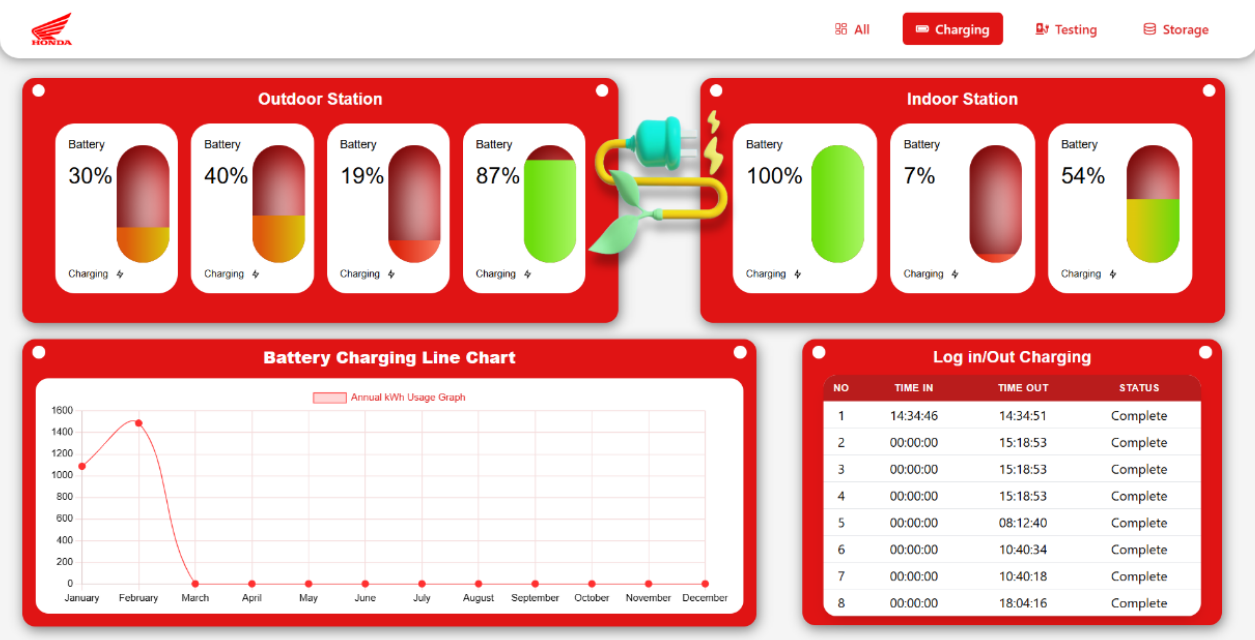 HONDA
All Charging Testing Storage
Outdoor Station
Battery Battery Battery Battery
30% 40% 19% 87%
Charging Charging Charging Charging
Indoor Station
Battery Battery Battery
100% 7% 54%
Charging Charging Charging
Battery Charging Line Chart
Annual kWh Usage Graph
1600
1400
1200
1000
800
600
400
200
0
January February March April May June July August September October November December
Log in/Out Charging
NO TIME IN TIME OUT STATUS
1 14:34:46 14:34:51 Complete
2 00:00:00 15:18:53 Complete
3 00:00:00 15:18:53 Complete
4 00:00:00 15:18:53 Complete
5 00:00:00 08:12:40 Complete
6 00:00:00 10:40:34 Complete
7 00:00:00 10:40:18 Complete
8 00:00:00 18:04:16 Complete